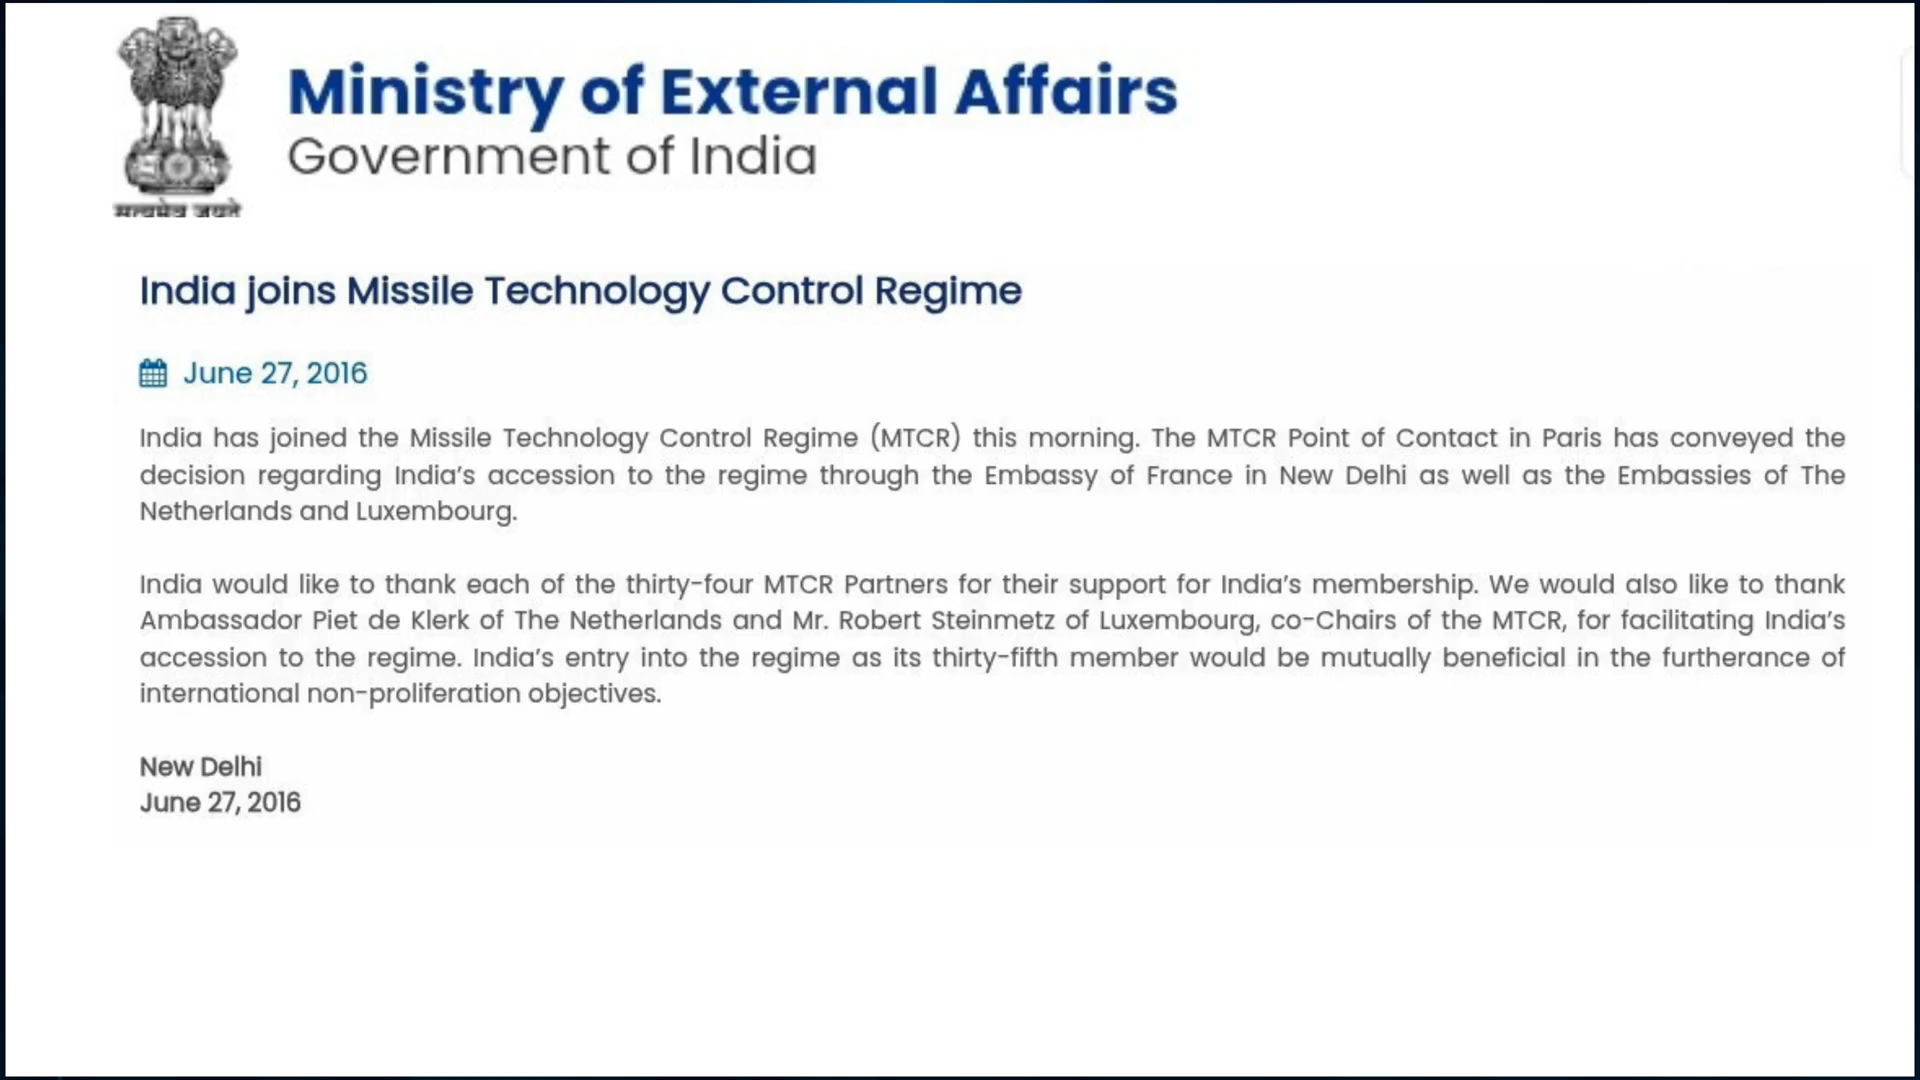 सत्यमेव जयते
Ministry of External Affairs
Government of India
India joins Missile Technology Control Regime
June 27, 2016
India has joined the Missile Technology Control Regime (MTCR) this morning. The MTCR Point of Contact in Paris has conveyed the
decision regarding India’s accession to the regime through the Embassy of France in New Delhi as well as the Embassies of The
Netherlands and Luxembourg.
India would like to thank each of the thirty-four MTCR Partners for their support for India’s membership. We would also like to thank
Ambassador Piet de Klerk of The Netherlands and Mr. Robert Steinmetz of Luxembourg, co-Chairs of the MTCR, for facilitating India’s
accession to the regime. India’s entry into the regime as its thirty-fifth member would be mutually beneficial in the furtherance of
international non-proliferation objectives.
New Delhi
June 27, 2016